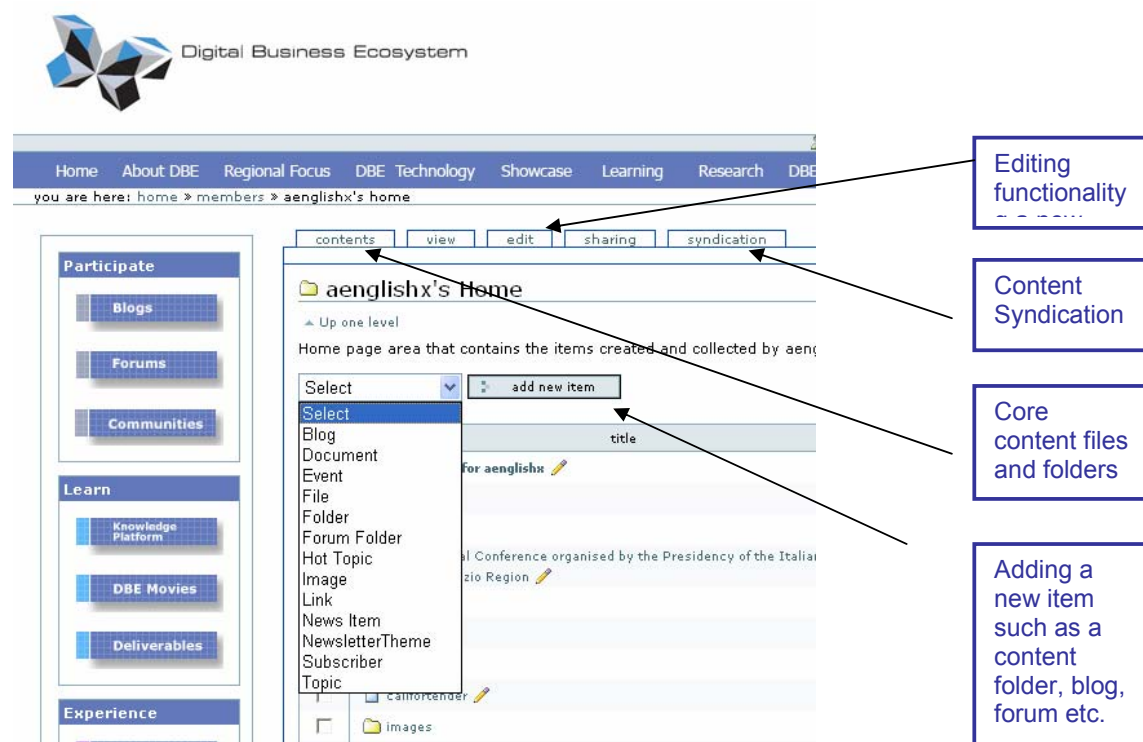 Digital Business Ecosystem
Home About DBE Regional Focus DBE Technology Showcase Learning Research DBE
you are here: home » members » aenglishx's home
contents view edit sharing syndication
Participate
Blogs
Forums
Communities
Learn
Knowledge
Platform
DBE Movies
Deliverables
Experience
aenglishx's Home
Up one level
Home page area that contains the items created and collected by
Select add new item
Select
Blog
Document
Event
File
Folder
Forum Folder
Hot Topic
Image
Link
News Item
NewsletterTheme
Subscriber
Topic
title
for aenglishx
Conference organised by the Presidency of the Italian
Region
callfortender
images
Editing
functionality
Content
Syndication
Core
content files
and folders
Adding a
new item
such as a
content
folder, blog,
forum etc.